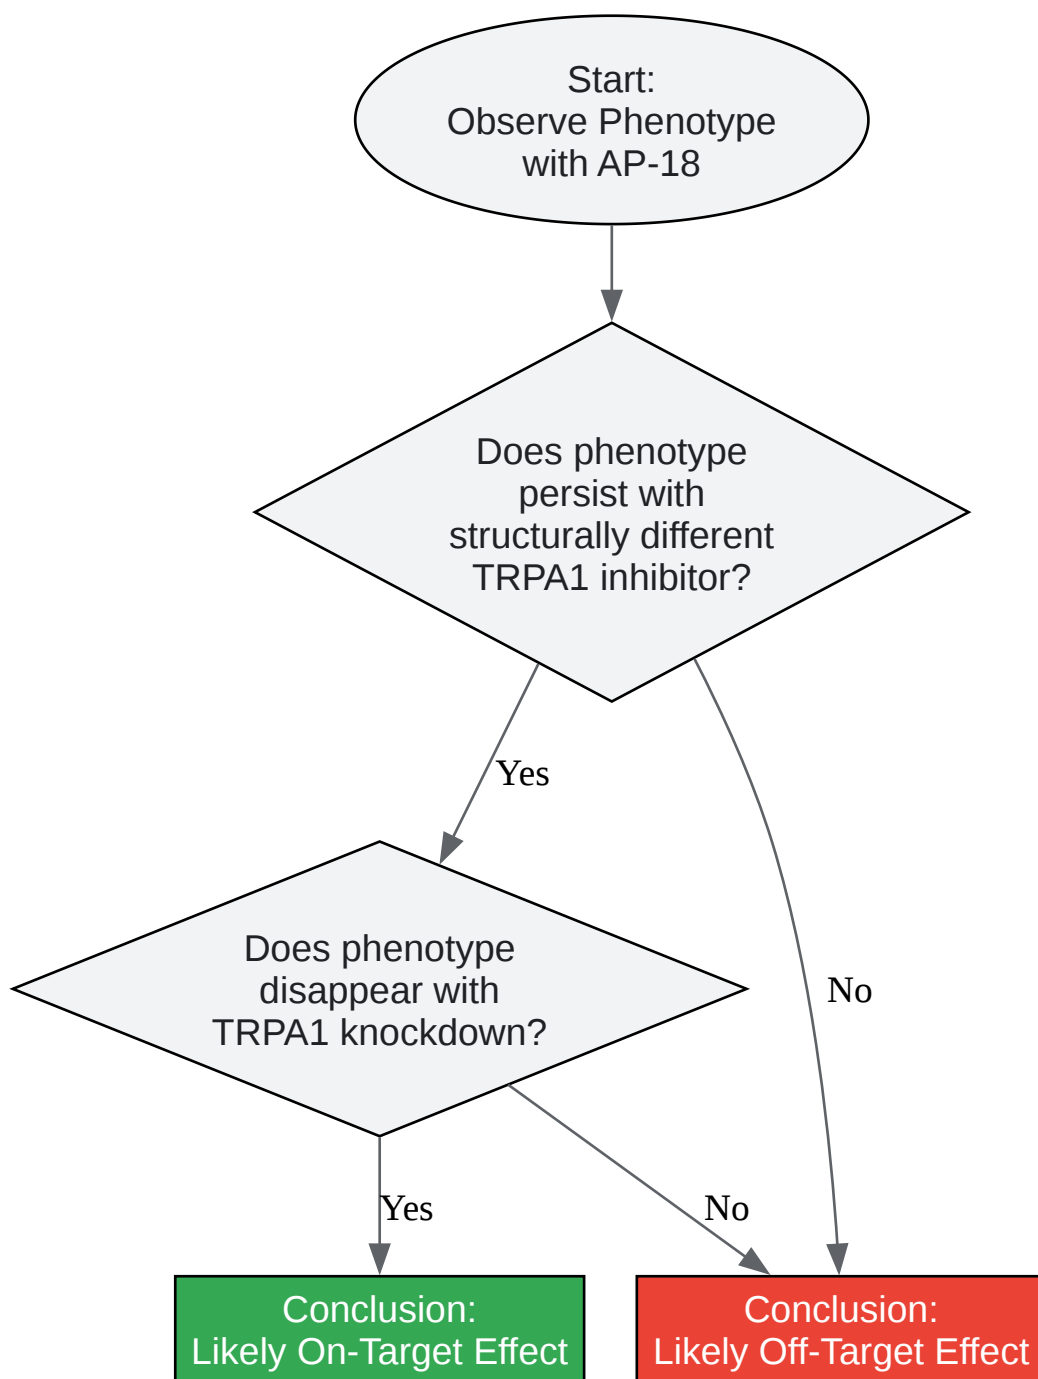 Start:
Observe Phenotype
with AP-18
Does phenotype
persist with
structurally different
TRPA1 inhibitor?
Yes
Does phenotype
disappear with
TRPA1 knockdown?
No
Yes
No
Conclusion:
Likely On-Target Effect
Conclusion:
Likely Off-Target Effect